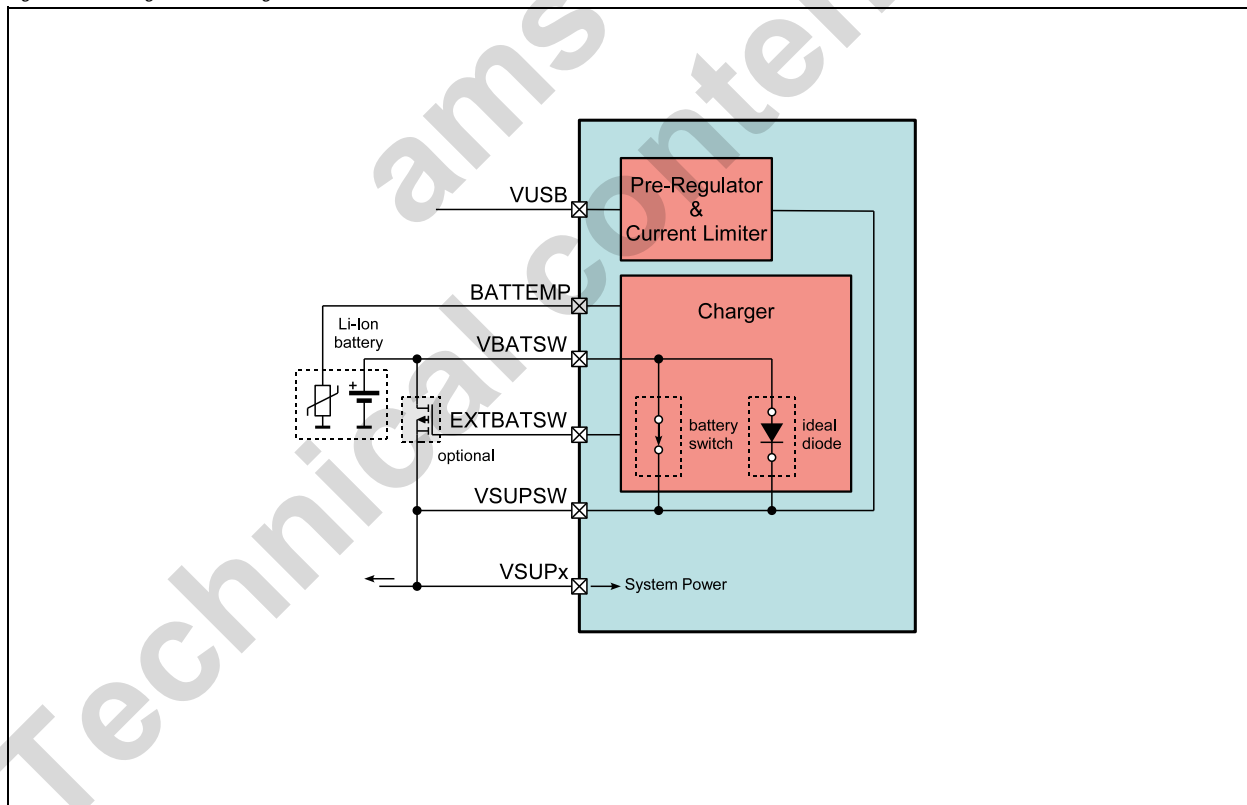 VUSB
Pre-Regulator
&
Current Limiter
BATTEMP
Charger
Li-Ion
battery
VBATSW
+
EXTBATSW
optional
battery
switch
ideal
diode
VSUPSW
VSUPx
System Power
ams
Technical conten